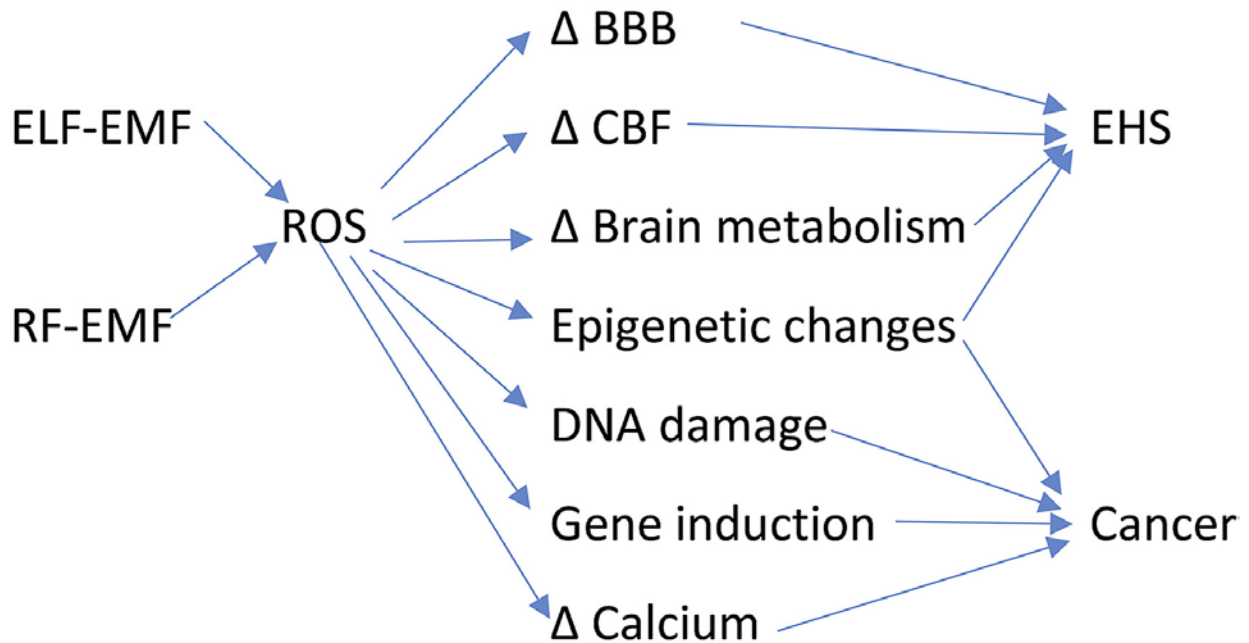 Δ BBB
ELF-EMF
Δ CBF
EHS
ROS
Δ Brain metabolism
RF-EMF
Epigenetic changes
DNA damage
Gene induction
Cancer
Δ Calcium